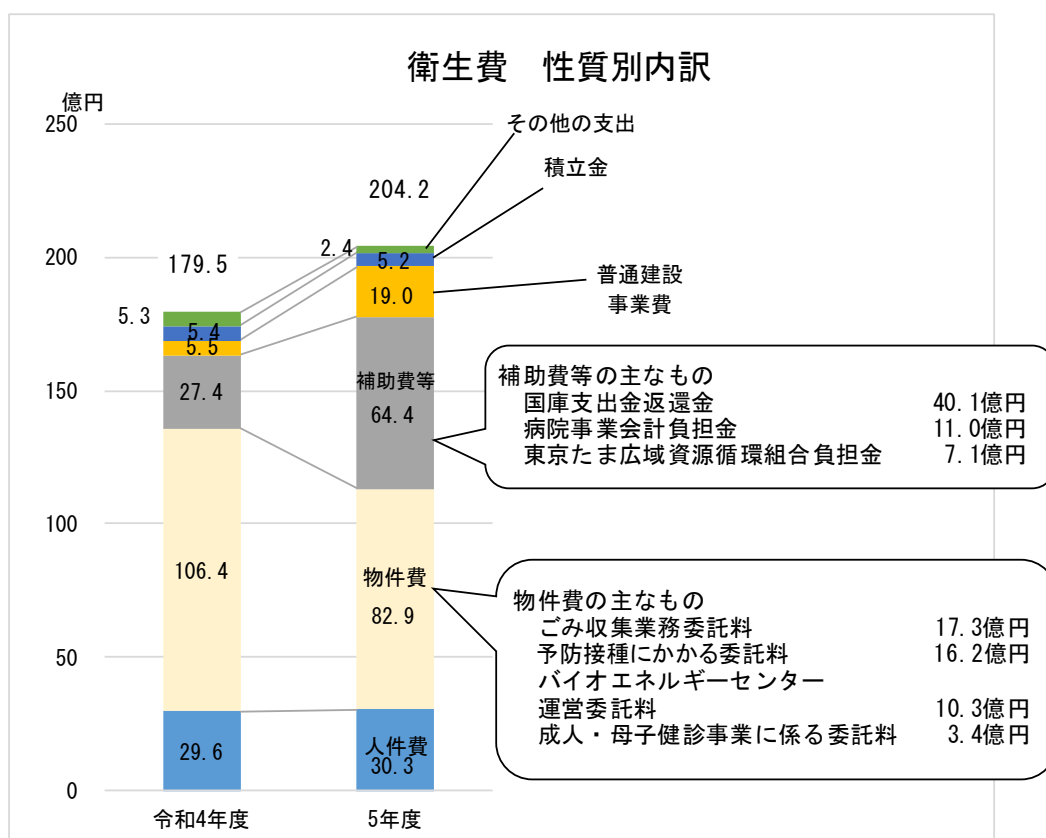 衛生費　性質別内訳
億円
250
200
150
100
50
0
その他の支出
積立金
普通建設
事業費
204.2
2.4
5.2
19.0
補助費等
64.4
物件費
82.9
人件費
30.3
179.5
5.3
5.4
5.5
27.4
106.4
29.6
令和4年度
5年度
補助費等の主なもの
国庫支出金返還金　40.1億円
病院事業会計負担金　11.0億円
東京たま広域資源循環組合負担金　7.1億円
物件費の主なもの
ごみ収集業務委託料　17.3億円
予防接種にかかる委託料　16.2億円
バイオエネルギーセンター
運営委託料　10.3億円
成人・母子健診事業に係る委託料　3.4億円